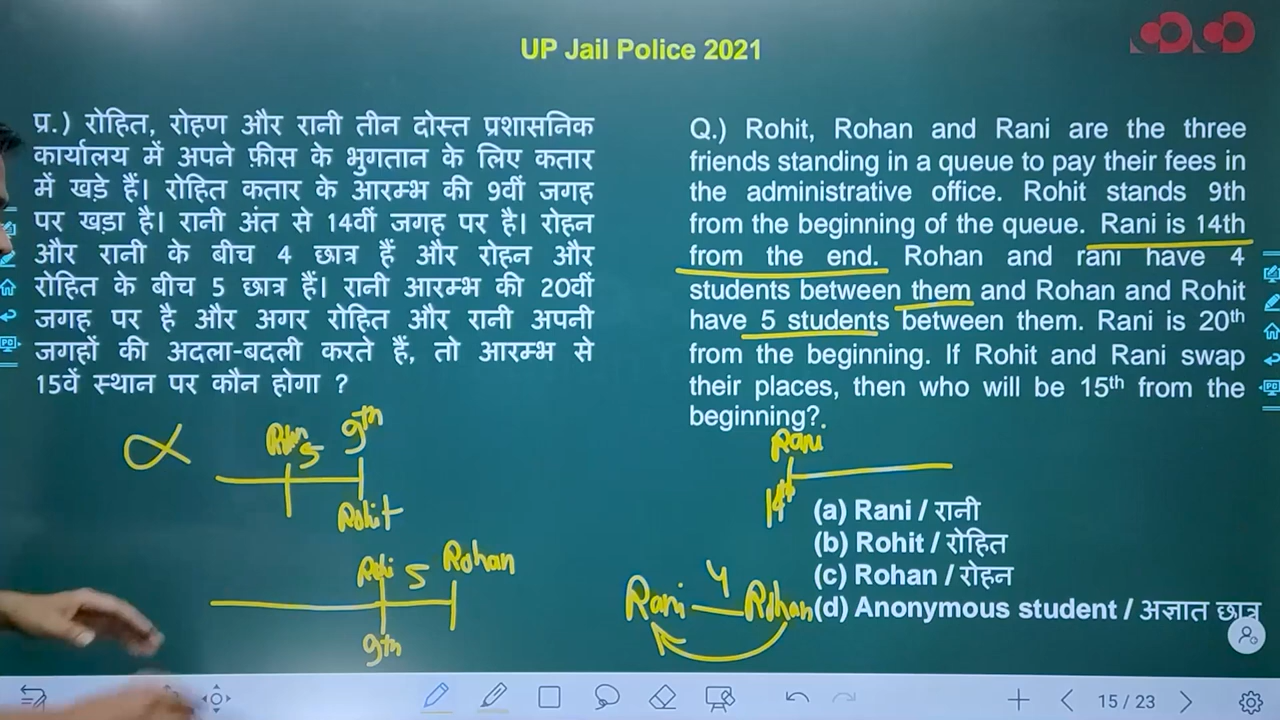 UP Jail Police 2021
प्र.) रोहित, रोहण और रानी तीन दोस्त प्रशासनिक
कार्यालय में अपने फ़ीस के भुगतान के लिए कतार
में खड़े हैं। रोहित कतार के आरम्भ की 9वीं जगह
पर खड़ा है। रानी अंत से 14वीं जगह पर है। रोहन
और रानी के बीच 4 छात्र हैं और रोहन और
रोहित के बीच 5 छात्र हैं। रानी आरम्भ की 20वीं
जगह पर है और अगर रोहित और रानी अपनी
जगहों की अदला-बदली करते हैं, तो आरम्भ से
15वें स्थान पर कौन होगा ?
Q.) Rohit, Rohan and Rani are the three
friends standing in a queue to pay their fees in
the administrative office. Rohit stands 9th
from the beginning of the queue. Rani is 14th
from the end. Rohan and rani have 4
students between them and Rohan and Rohit
have 5 students between them. Rani is 20th
from the beginning. If Rohit and Rani swap
their places, then who will be 15th from the
beginning?.
5 9th
Rohit
5 Rohan
9th
Rani
14th
(a) Rani / रानी
(b) Rohit / रोहित
(c) Rohan / रोहन
(d) Anonymous student / अज्ञात छात्र
Rani 4 Rohan
15 / 23